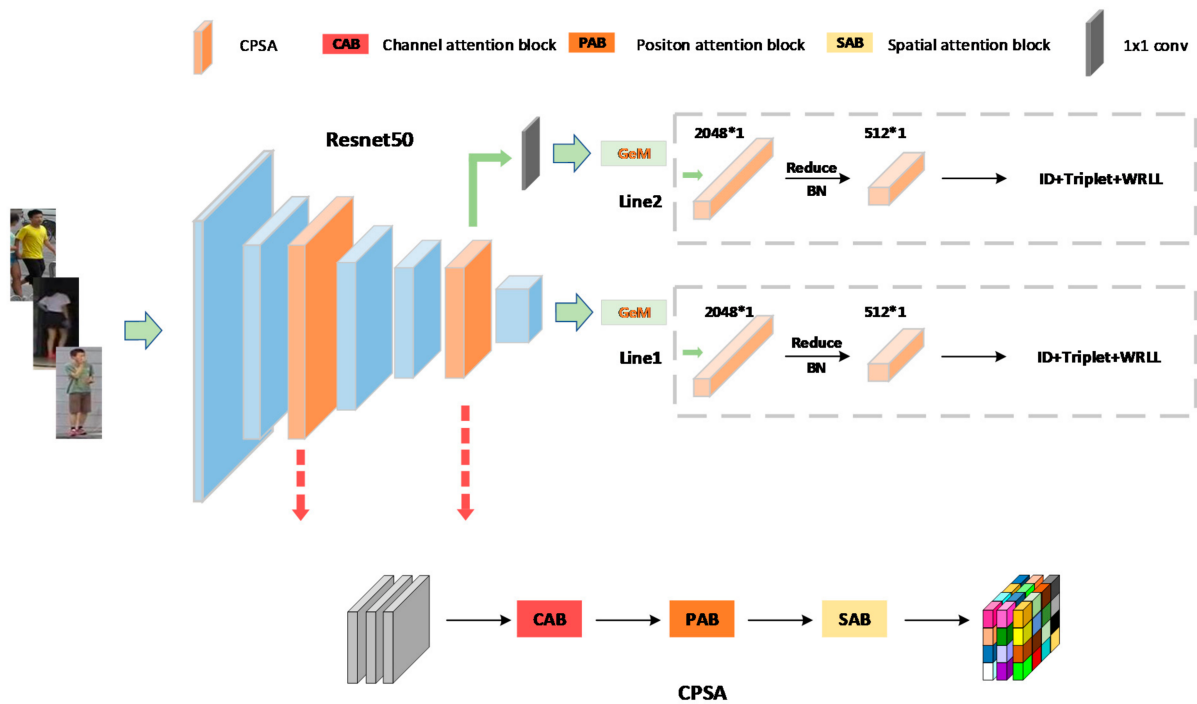 CPSA
CAB Channel attention block
PAB Positon attention block
SAB Spatial attention block
1x1 conv
Resnet50
GeM
Line2
2048*1
Reduce
BN
512*1
ID+Triplet+WRLL
GeM
Line1
2048*1
Reduce
BN
512*1
ID+Triplet+WRLL
CAB
PAB
SAB
CPSA